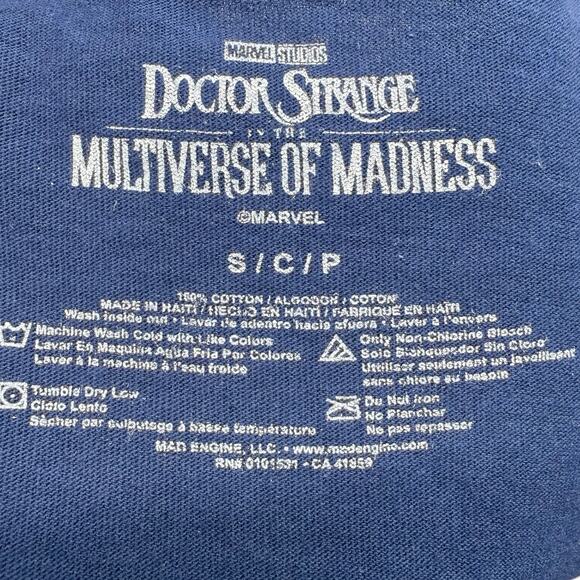 MARVEL STUDIOS
DOCTOR STRANGE
IN THE
MULTIVERSE OF MADNESS
©MARVEL
S / C / P
100% COTTON / ALGODON / COTON
MADE IN HAITI / HECHO EN HAITI / FABRIQUÉ EN HAÏTI
Wash inside out • Lavar de adentro hacia afuera • Laver à l'envers
Machine Wash Cold with Like Colors
Lavar En Maquina Agua Fria Por Colores
Laver à la machine à l'eau froide
Only Non-Chlorine Bleach
Solo Blanqueador Sin Cloro
Utiliser seulement un javellisant
sans chlore au besoin
Tumble Dry Low
Ciclo Lento
Sécher par culbutage à basse température
Do Not Iron
No Planchar
Ne pas repasser
MAD ENGINE, LLC. • www.madengine.com
RN# 0101531 • CA 41859